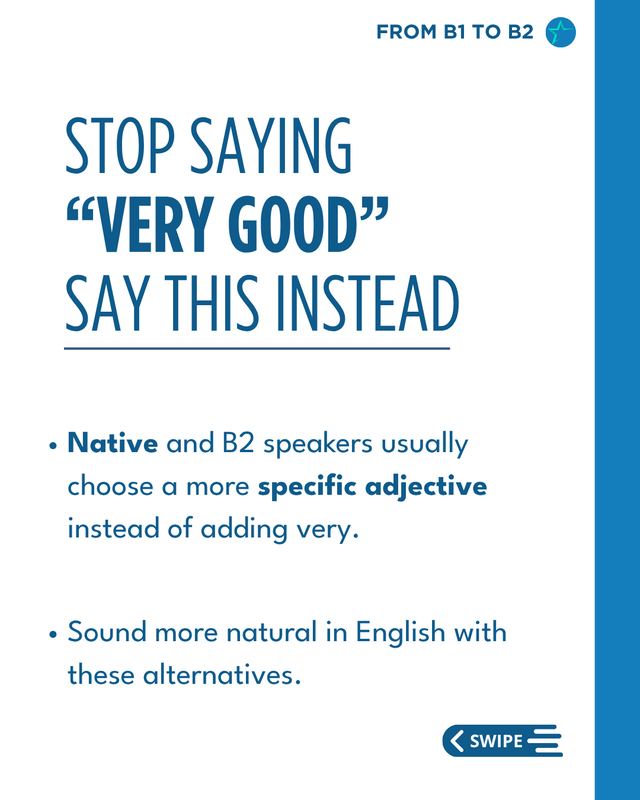 FROM B1 TO B2
STOP SAYING
“VERY GOOD”
SAY THIS INSTEAD
• Native and B2 speakers usually
choose a more specific adjective
instead of adding very.
• Sound more natural in English with
these alternatives.
SWIPE